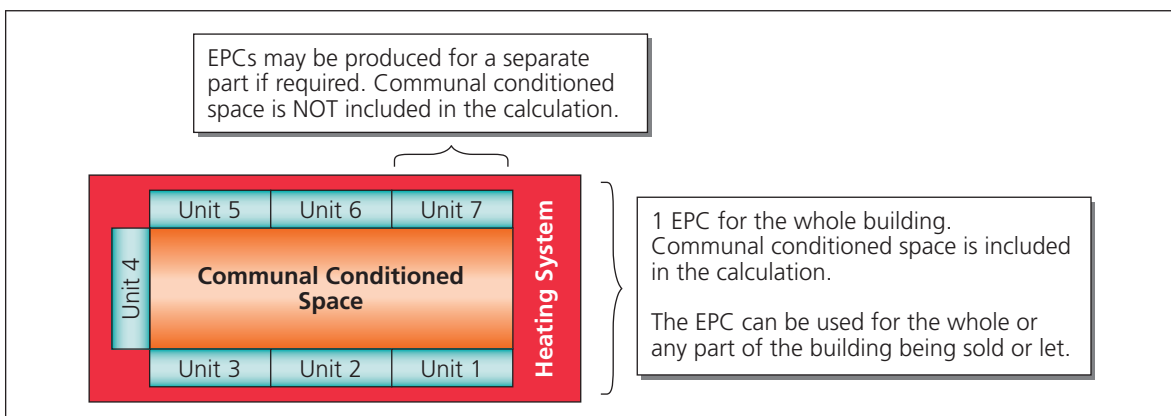 EPCs may be produced for a separate
part if required. Communal conditioned
space is NOT included in the calculation.
Unit 5
Unit 6
Unit 7
Unit 4
Communal Conditioned
Space
Heating System
Unit 3
Unit 2
Unit 1
1 EPC for the whole building.
Communal conditioned space is included
in the calculation.
The EPC can be used for the whole or
any part of the building being sold or let.